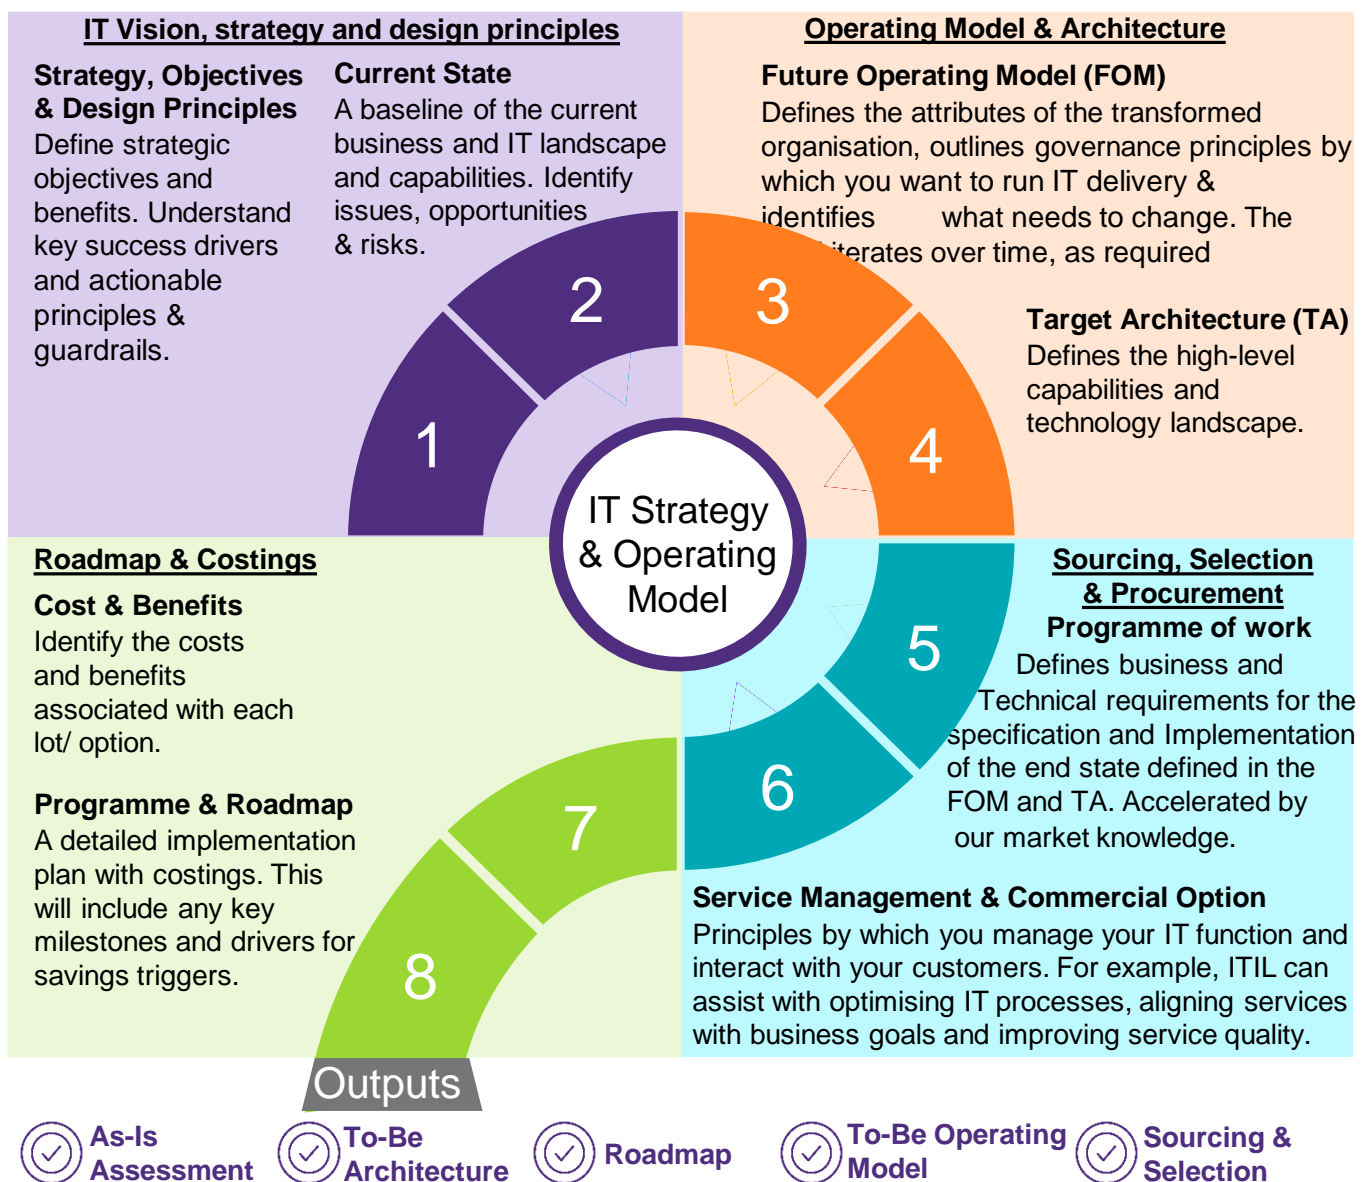 IT Vision, strategy and design principles
Strategy, Objectives
& Design Principles
Define strategic
objectives and
benefits. Understand
key success drivers
and actionable
principles &
guardrails.
Current State
A baseline of the current
business and IT landscape
and capabilities. Identify
issues, opportunities
& risks.
Operating Model & Architecture
Future Operating Model (FOM)
Defines the attributes of the transformed
organisation, outlines governance principles by
which you want to run IT delivery &
identifies what needs to change. The
iterates over time, as required
Target Architecture (TA)
Defines the high-level
capabilities and
technology landscape.
1
2
3
4
IT Strategy
& Operating
Model
5
6
7
8
Sourcing, Selection
& Procurement
Programme of work
Defines business and
Technical requirements for the
specification and Implementation
of the end state defined in the
FOM and TA. Accelerated by
our market knowledge.
Service Management & Commercial Option
Principles by which you manage your IT function and
interact with your customers. For example, ITIL can
assist with optimising IT processes, aligning services
with business goals and improving service quality.
Roadmap & Costings
Cost & Benefits
Identify the costs
and benefits
associated with each
lot/ option.
Programme & Roadmap
A detailed implementation
plan with costings. This
will include any key
milestones and drivers for
savings triggers.
Outputs
As-Is
Assessment
To-Be
Architecture
Roadmap
To-Be Operating
Model
Sourcing &
Selection